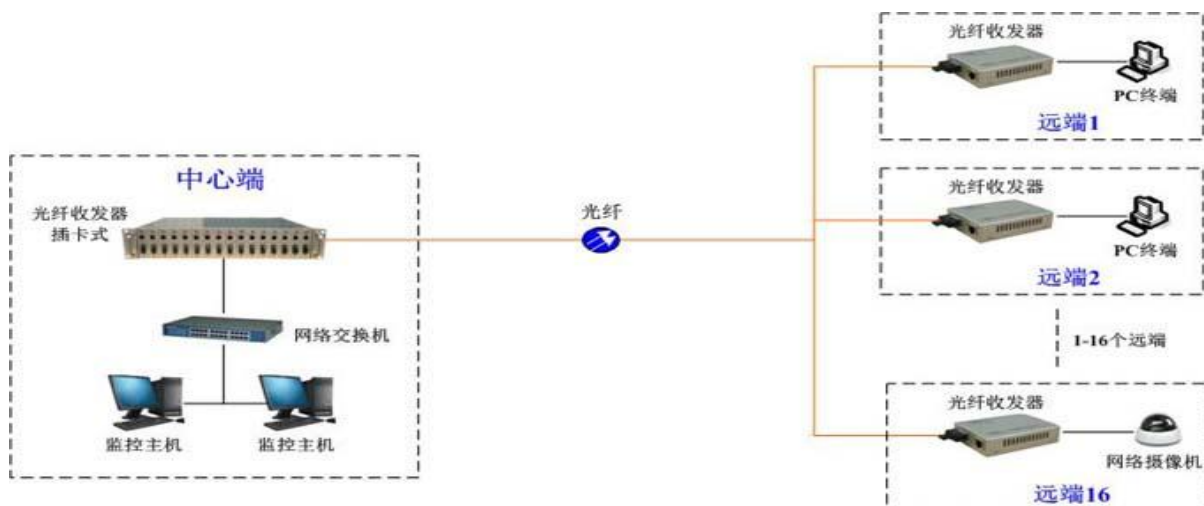 中心端
光纤收发器
插卡式
网络交换机
监控主机
监控主机
光纤
光纤收发器
PC终端
远端1
光纤收发器
PC终端
远端2
1-16个远端
光纤收发器
网络摄像机
远端16